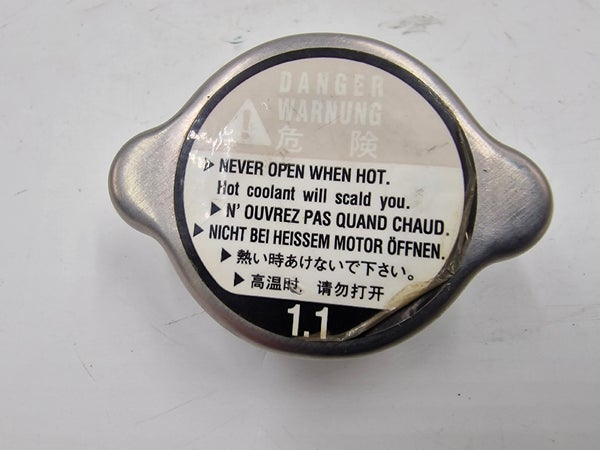 DANGER
WARNUNG
危 険
▶ NEVER OPEN WHEN HOT.
Hot coolant will scald you.
▶ N' OUVREZ PAS QUAND CHAUD.
▶ NICHT BEI HEISSEM MOTOR ÖFFNEN.
▶ 熱い時あけないで下さい。
▶ 高温时，请勿打开
1.1